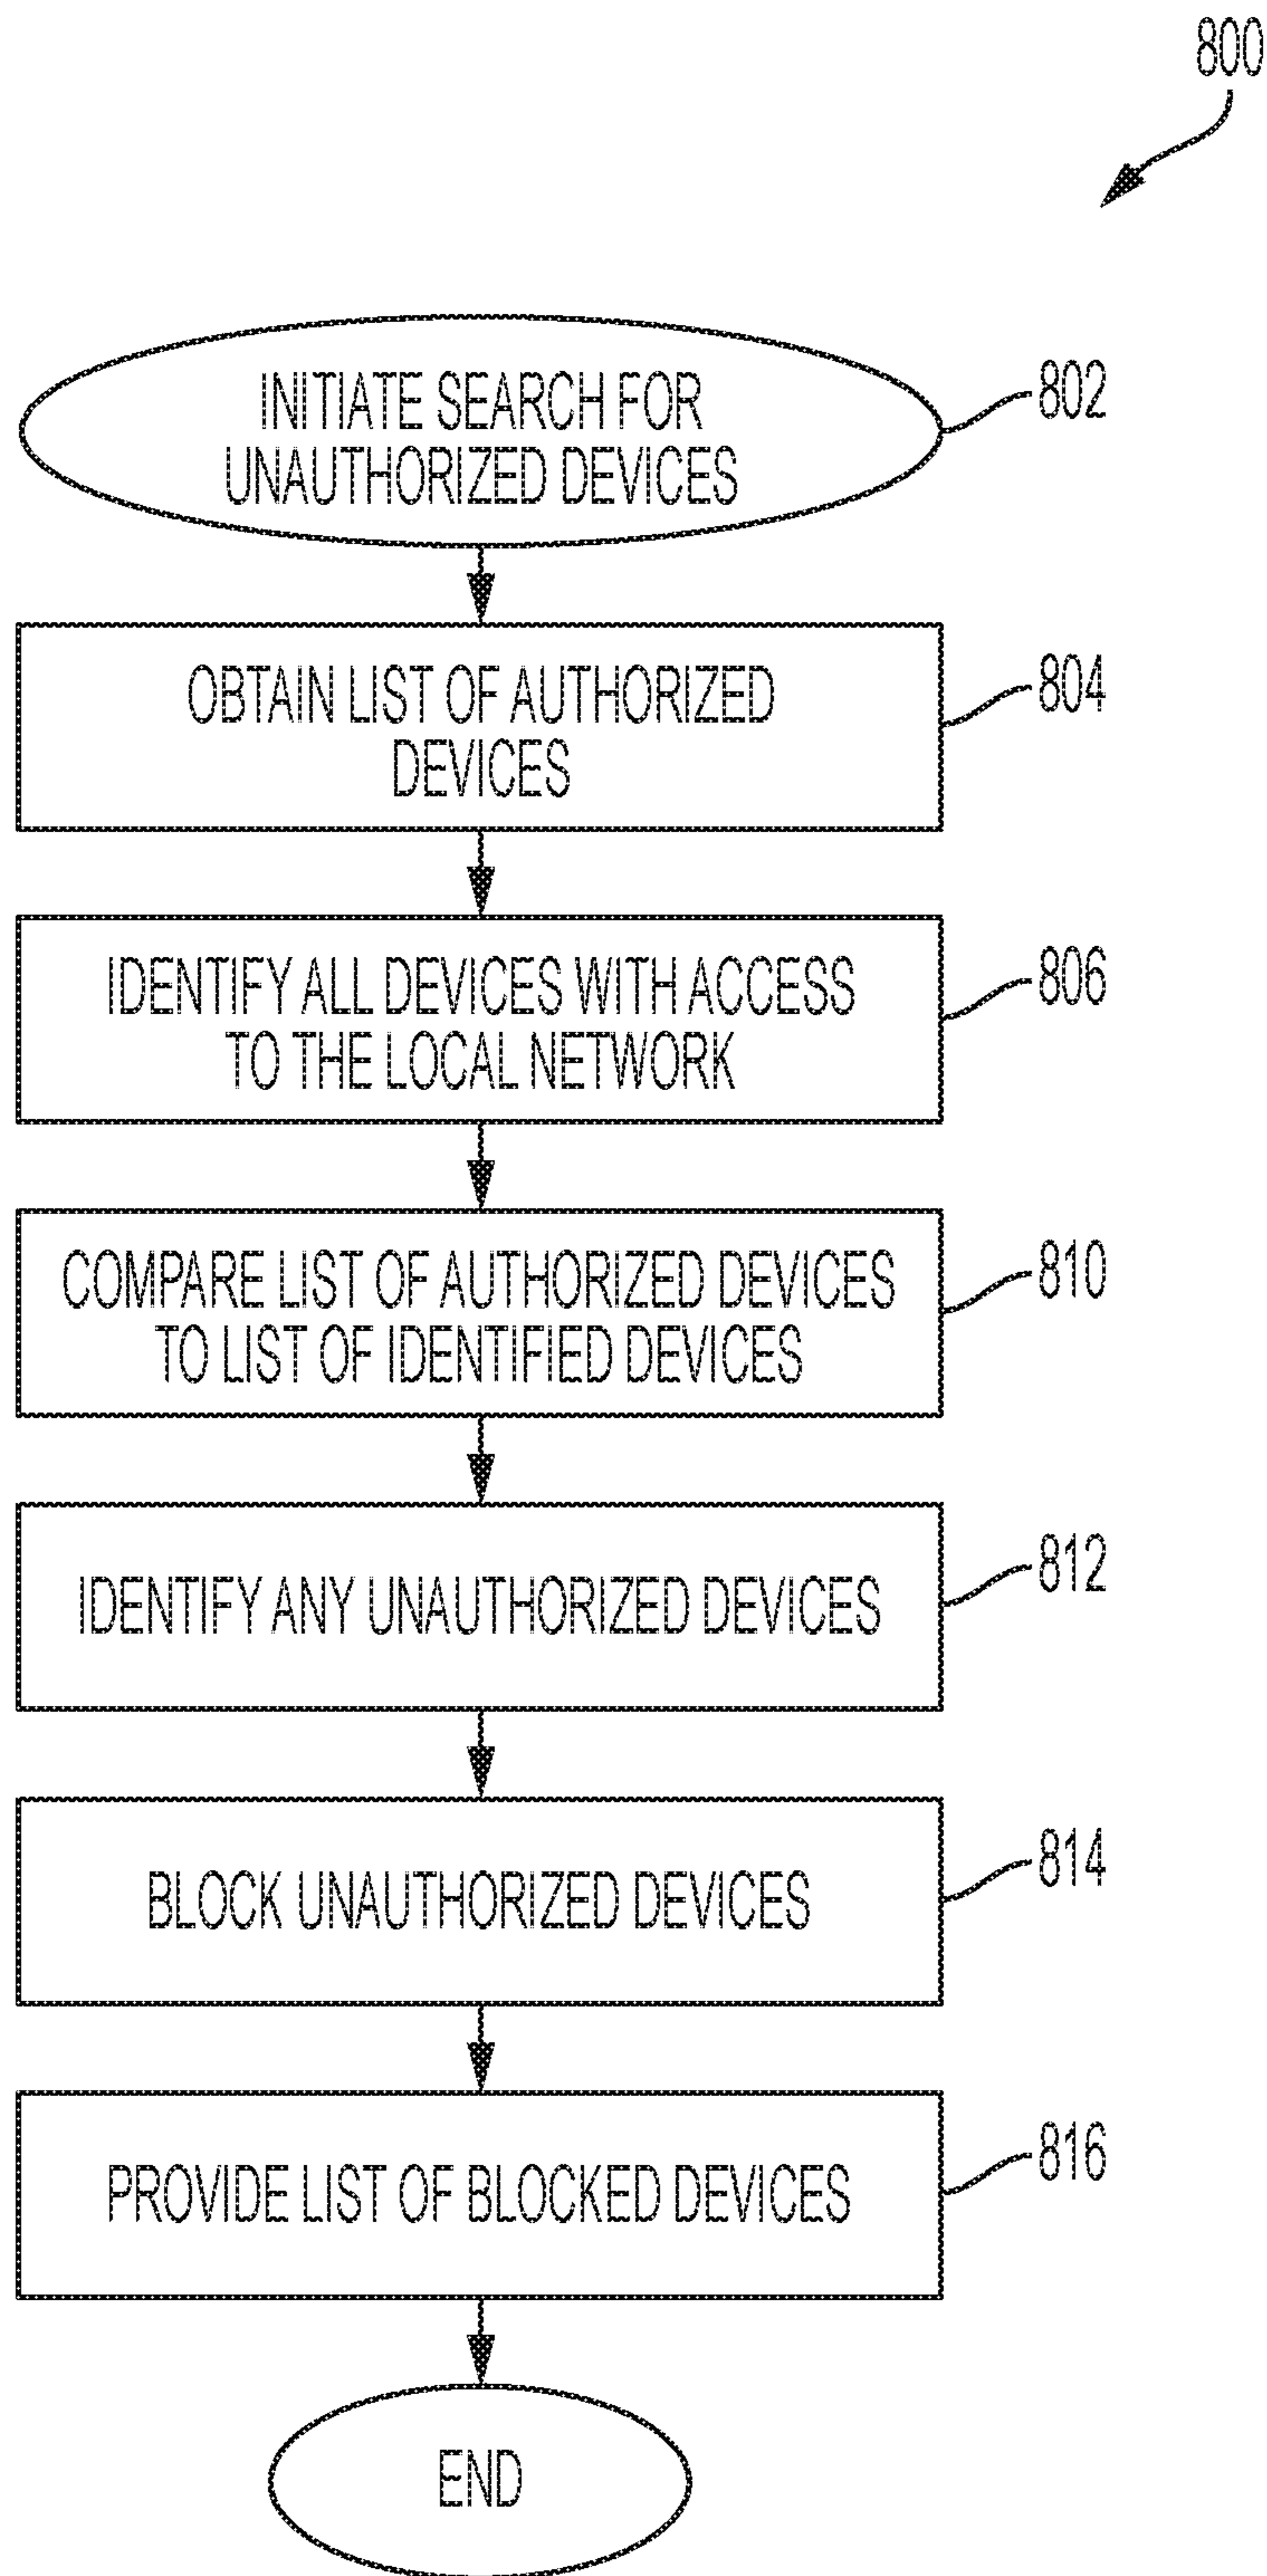 800
INITIATE SEARCH FOR
UNAUTHORIZED DEVICES
802
OBTAIN LIST OF AUTHORIZED
DEVICES
804
IDENTIFY ALL DEVICES WITH ACCESS
TO THE LOCAL NETWORK
806
COMPARE LIST OF AUTHORIZED DEVICES
TO LIST OF IDENTIFIED DEVICES
810
IDENTIFY ANY UNAUTHORIZED DEVICES
812
BLOCK UNAUTHORIZED DEVICES
814
PROVIDE LIST OF BLOCKED DEVICES
816
END